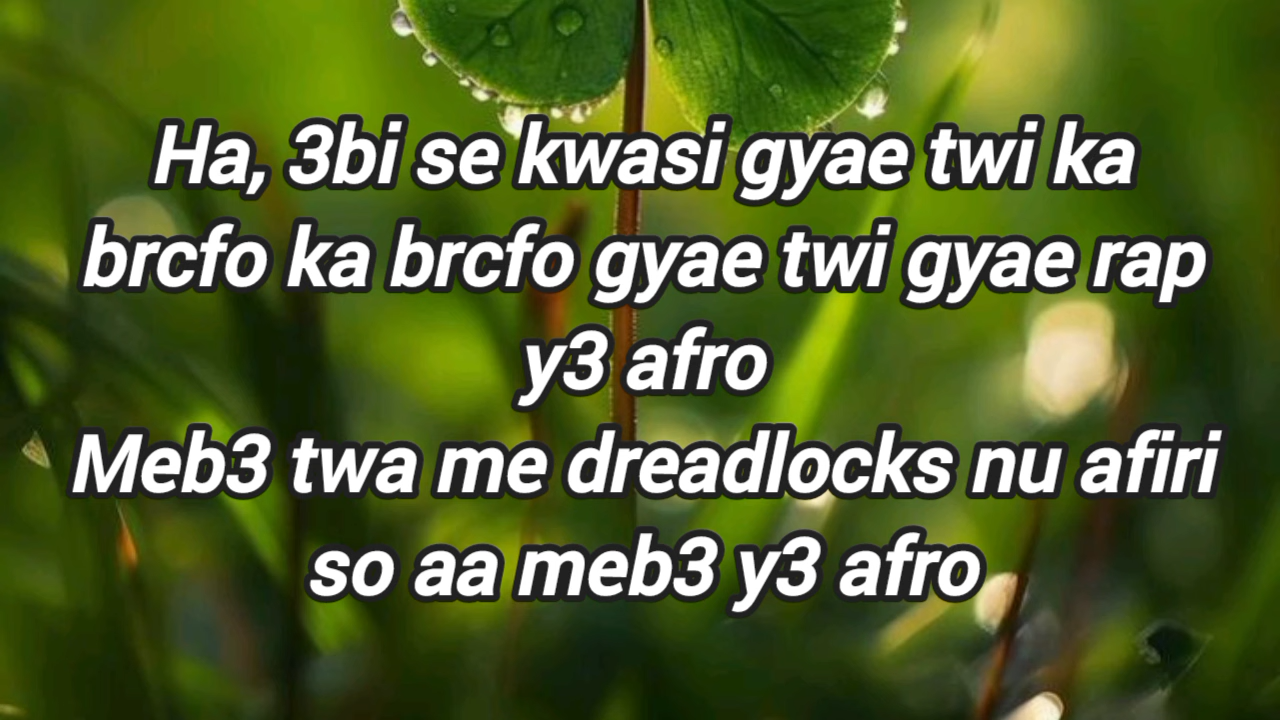 Ha, 3bi se kwasi gyae twi ka
brcfo ka brcfo gyae twi gyae rap
y3 afro
Meb3 twa me dreadlocks nu afiri
so aa meb3 y3 afro